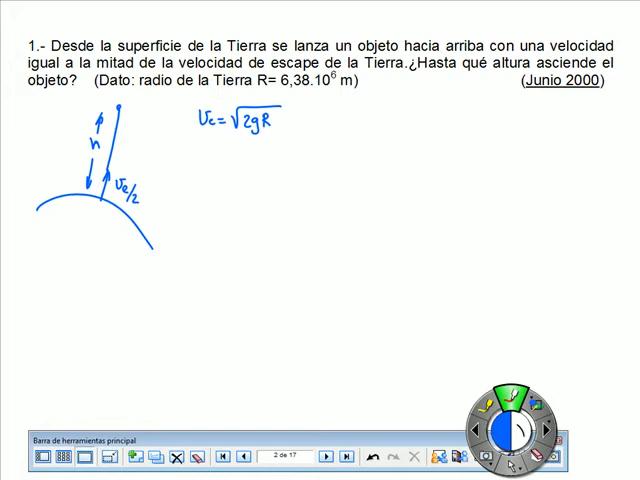 1.- Desde la superficie de la Tierra se lanza un objeto hacia arriba con una velocidad
igual a la mitad de la velocidad de escape de la Tierra.¿Hasta qué altura asciende el
objeto? (Dato: radio de la Tierra R= 6,38.10⁶ m) (Junio 2000)
vₑ = √2gR
h
vₑ/2
Barra de herramientas principal
2 de 17